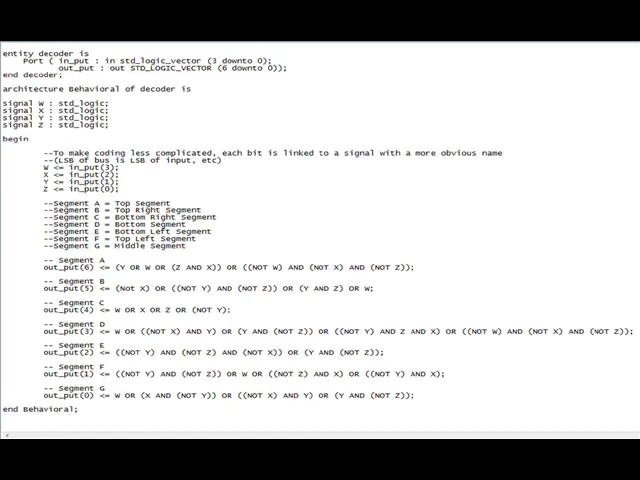 entity decoder is
Port ( in_put : in std_logic_vector (3 downto 0);
out_put : out STD_LOGIC_VECTOR (6 downto 0));
end decoder;
architecture Behavioral of decoder is
signal W : std_logic;
signal X : std_logic;
signal Y : std_logic;
signal Z : std_logic;
begin
--To make coding less complicated, each bit is linked to a signal with a more obvious name
--(LSB of bus is LSB of input, etc)
W <= in_put(3);
X <= in_put(2);
Y <= in_put(1);
Z <= in_put(0);
--Segment A = Top Segment
--Segment B = Top Right Segment
--Segment C = Bottom Right Segment
--Segment D = Bottom Segment
--Segment E = Bottom Left Segment
--Segment F = Top Left Segment
--Segment G = Middle Segment
-- Segment A
out_put(6) <= (Y OR W OR (Z AND X)) OR ((NOT W) AND (NOT X) AND (NOT Z));
-- Segment B
out_put(5) <= (Not X) OR ((NOT Y) AND (NOT Z)) OR (Y AND Z) OR W;
-- Segment C
out_put(4) <= W OR X OR Z OR (NOT Y);
-- Segment D
out_put(3) <= W OR ((NOT X) AND Y) OR (Y AND (NOT Z)) OR ((NOT Y) AND Z AND X) OR ((NOT W) AND (NOT X) AND (NOT Z));
-- Segment E
out_put(2) <= ((NOT Y) AND (NOT Z) AND (NOT X)) OR (Y AND (NOT Z));
-- Segment F
out_put(1) <= ((NOT Y) AND (NOT Z)) OR W OR ((NOT Z) AND X) OR ((NOT Y) AND X);
-- Segment G
out_put(0) <= W OR (X AND (NOT Y)) OR ((NOT X) AND Y) OR (Y AND (NOT Z));
end Behavioral;